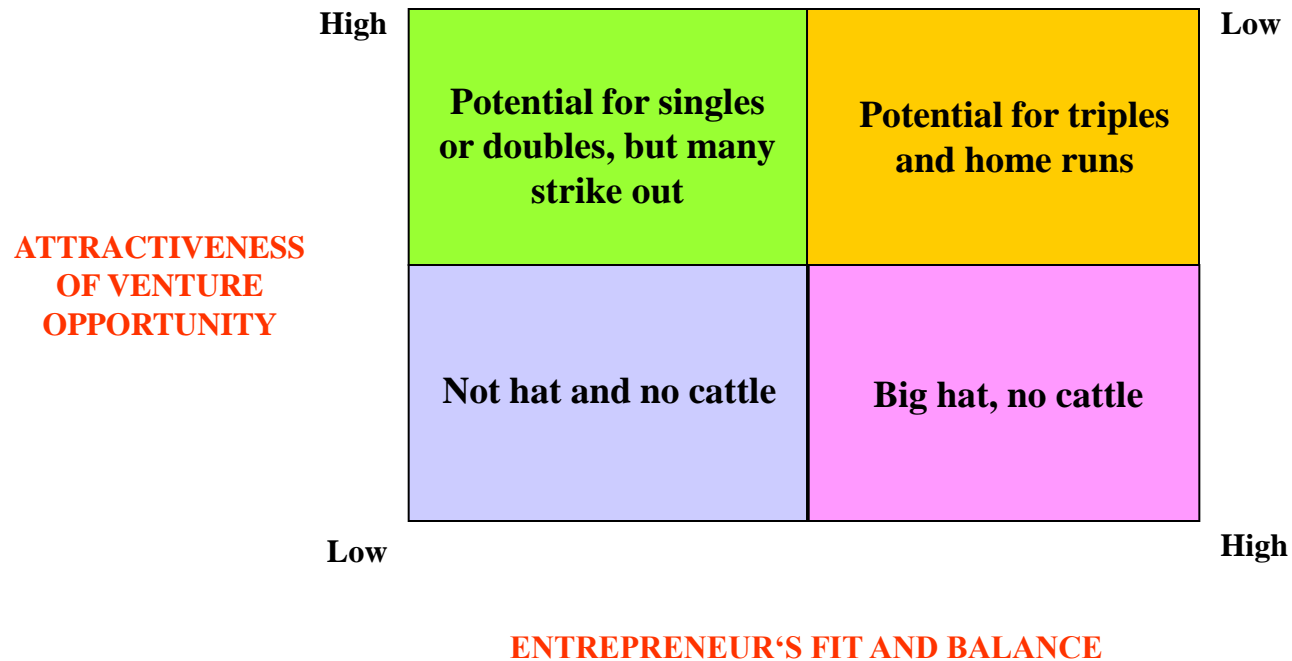 High
Low
Potential for singles
or doubles, but many
strike out
Potential for triples
and home runs
ATTRACTIVENESS
OF VENTURE
OPPORTUNITY
Not hat and no cattle
Big hat, no cattle
Low
High
ENTREPRENEUR‘S FIT AND BALANCE